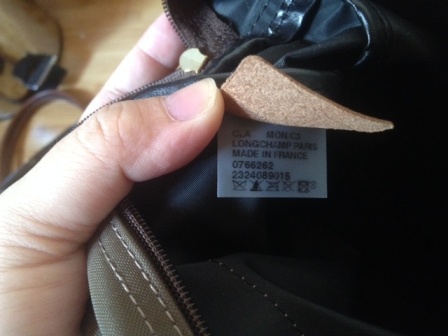 LONGCHAMP PARIS
MADE IN FRANCE
0766262
2324089015